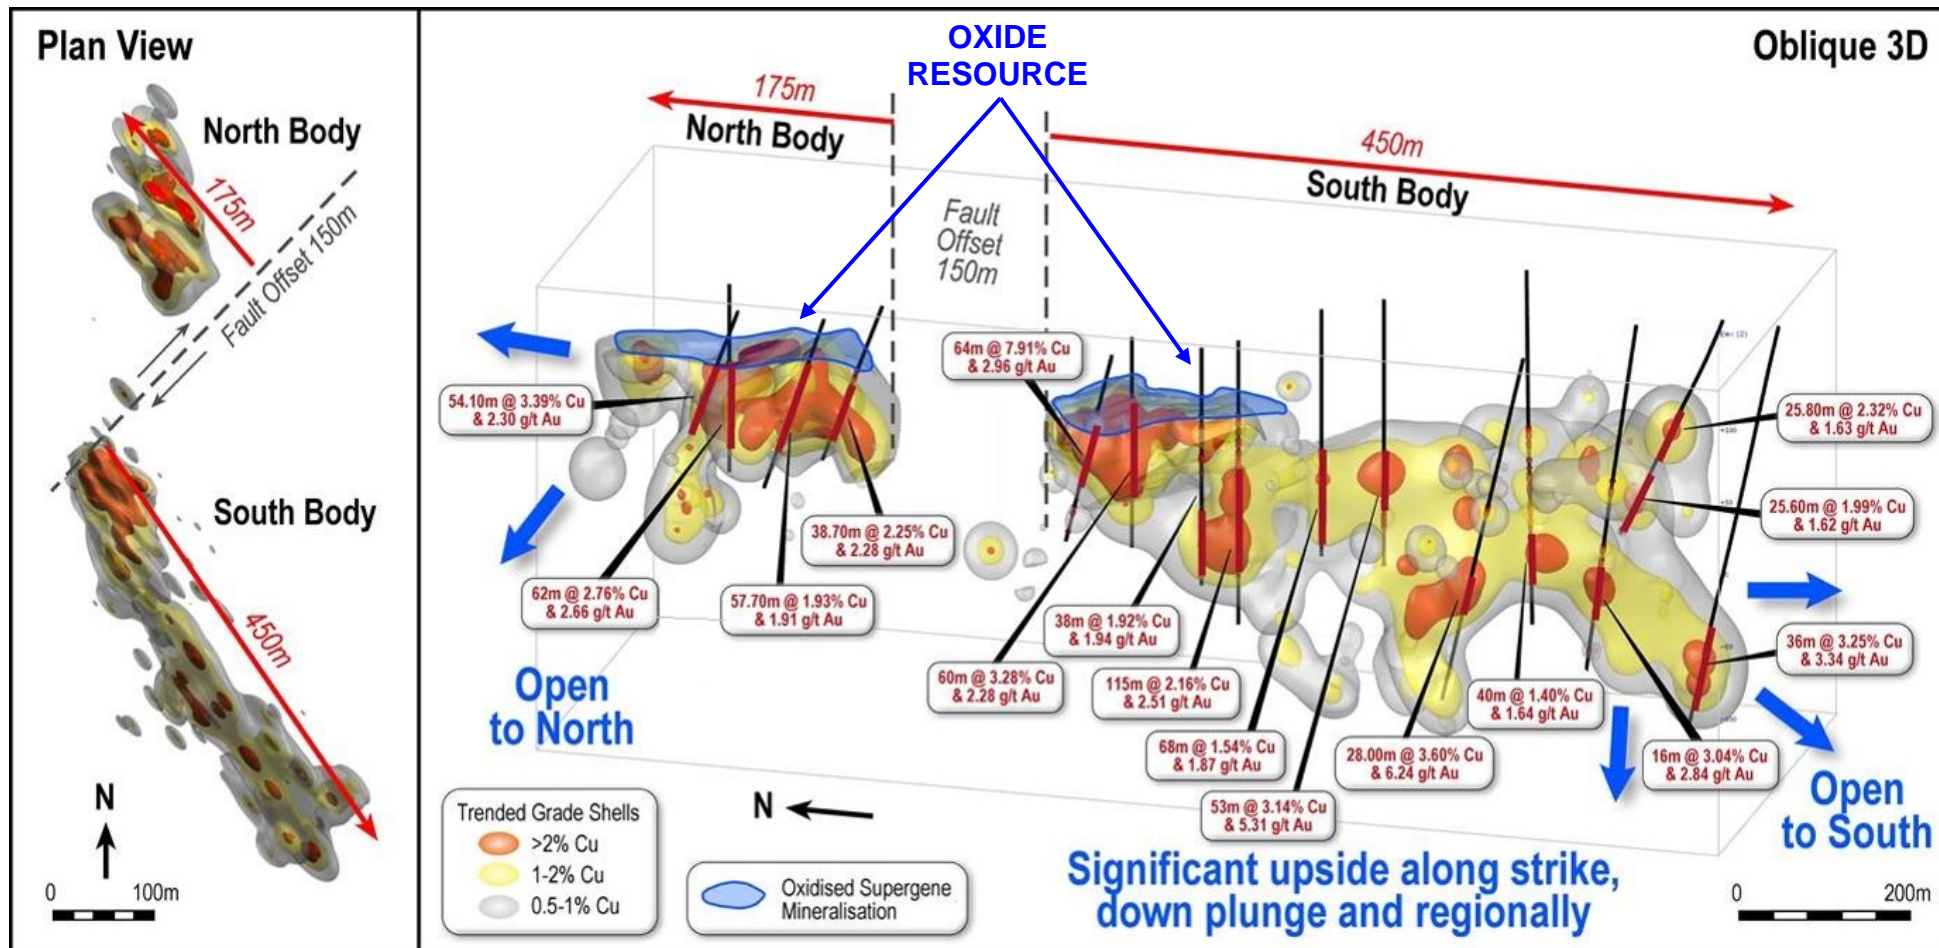 Plan View
North Body
175m
Fault Offset 150m
South Body
450m
N
0 100m
OXIDE
RESOURCE
Oblique 3D
175m
North Body
Fault
Offset
150m
450m
South Body
64m @ 7.91% Cu
& 2.96 g/t Au
54.10m @ 3.39% Cu
& 2.30 g/t Au
25.80m @ 2.32% Cu
& 1.63 g/t Au
25.60m @ 1.99% Cu
& 1.62 g/t Au
38.70m @ 2.25% Cu
& 2.28 g/t Au
62m @ 2.76% Cu
& 2.66 g/t Au
57.70m @ 1.93% Cu
& 1.91 g/t Au
38m @ 1.92% Cu
& 1.94 g/t Au
36m @ 3.25% Cu
& 3.34 g/t Au
60m @ 3.28% Cu
& 2.28 g/t Au
115m @ 2.16% Cu
& 2.51 g/t Au
40m @ 1.40% Cu
& 1.64 g/t Au
68m @ 1.54% Cu
& 1.87 g/t Au
28.00m @ 3.60% Cu
& 6.24 g/t Au
16m @ 3.04% Cu
& 2.84 g/t Au
53m @ 3.14% Cu
& 5.31 g/t Au
Open
to North
Open
to South
Trended Grade Shells
>2% Cu
1-2% Cu
0.5-1% Cu
N
Oxidised Supergene
Mineralisation
Significant upside along strike,
down plunge and regionally
0 200m